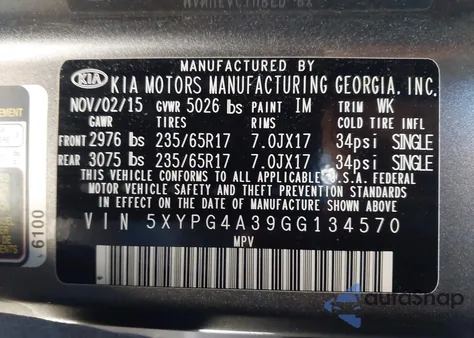 MANUFACTURED BY
KIA KIA MOTORS MANUFACTURING GEORGIA, INC.
NOV/02/15 GVWR 5026 lbs PAINT IM TRIM WK
GAWR TIRES RIMS COLD TIRE INFL
FRONT 2976 lbs 235/65R17 7.0JX17 34psi SINGLE
REAR 3075 lbs 235/65R17 7.0JX17 34psi SINGLE
THIS VEHICLE CONFORMS TO ALL APPLICABLE U.S.A. FEDERAL
MOTOR VEHICLE SAFETY AND THEFT PREVENTION STANDARDS IN
EFFECT ON THE DATE OF MANUFACTURE SHOWN ABOVE.
VIN 5XYPG4A39GG134570
MPV
6100
autosnap